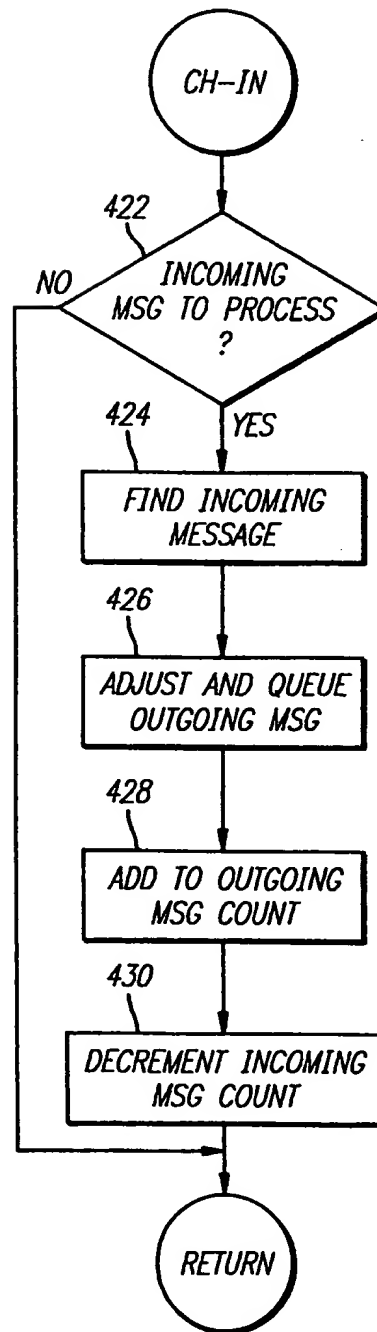 CH-IN
422
INCOMING
MSG TO PROCESS
?
NO
YES
424
FIND INCOMING
MESSAGE
426
ADJUST AND QUEUE
OUTGOING MSG
428
ADD TO OUTGOING
MSG COUNT
430
DECREMENT INCOMING
MSG COUNT
RETURN